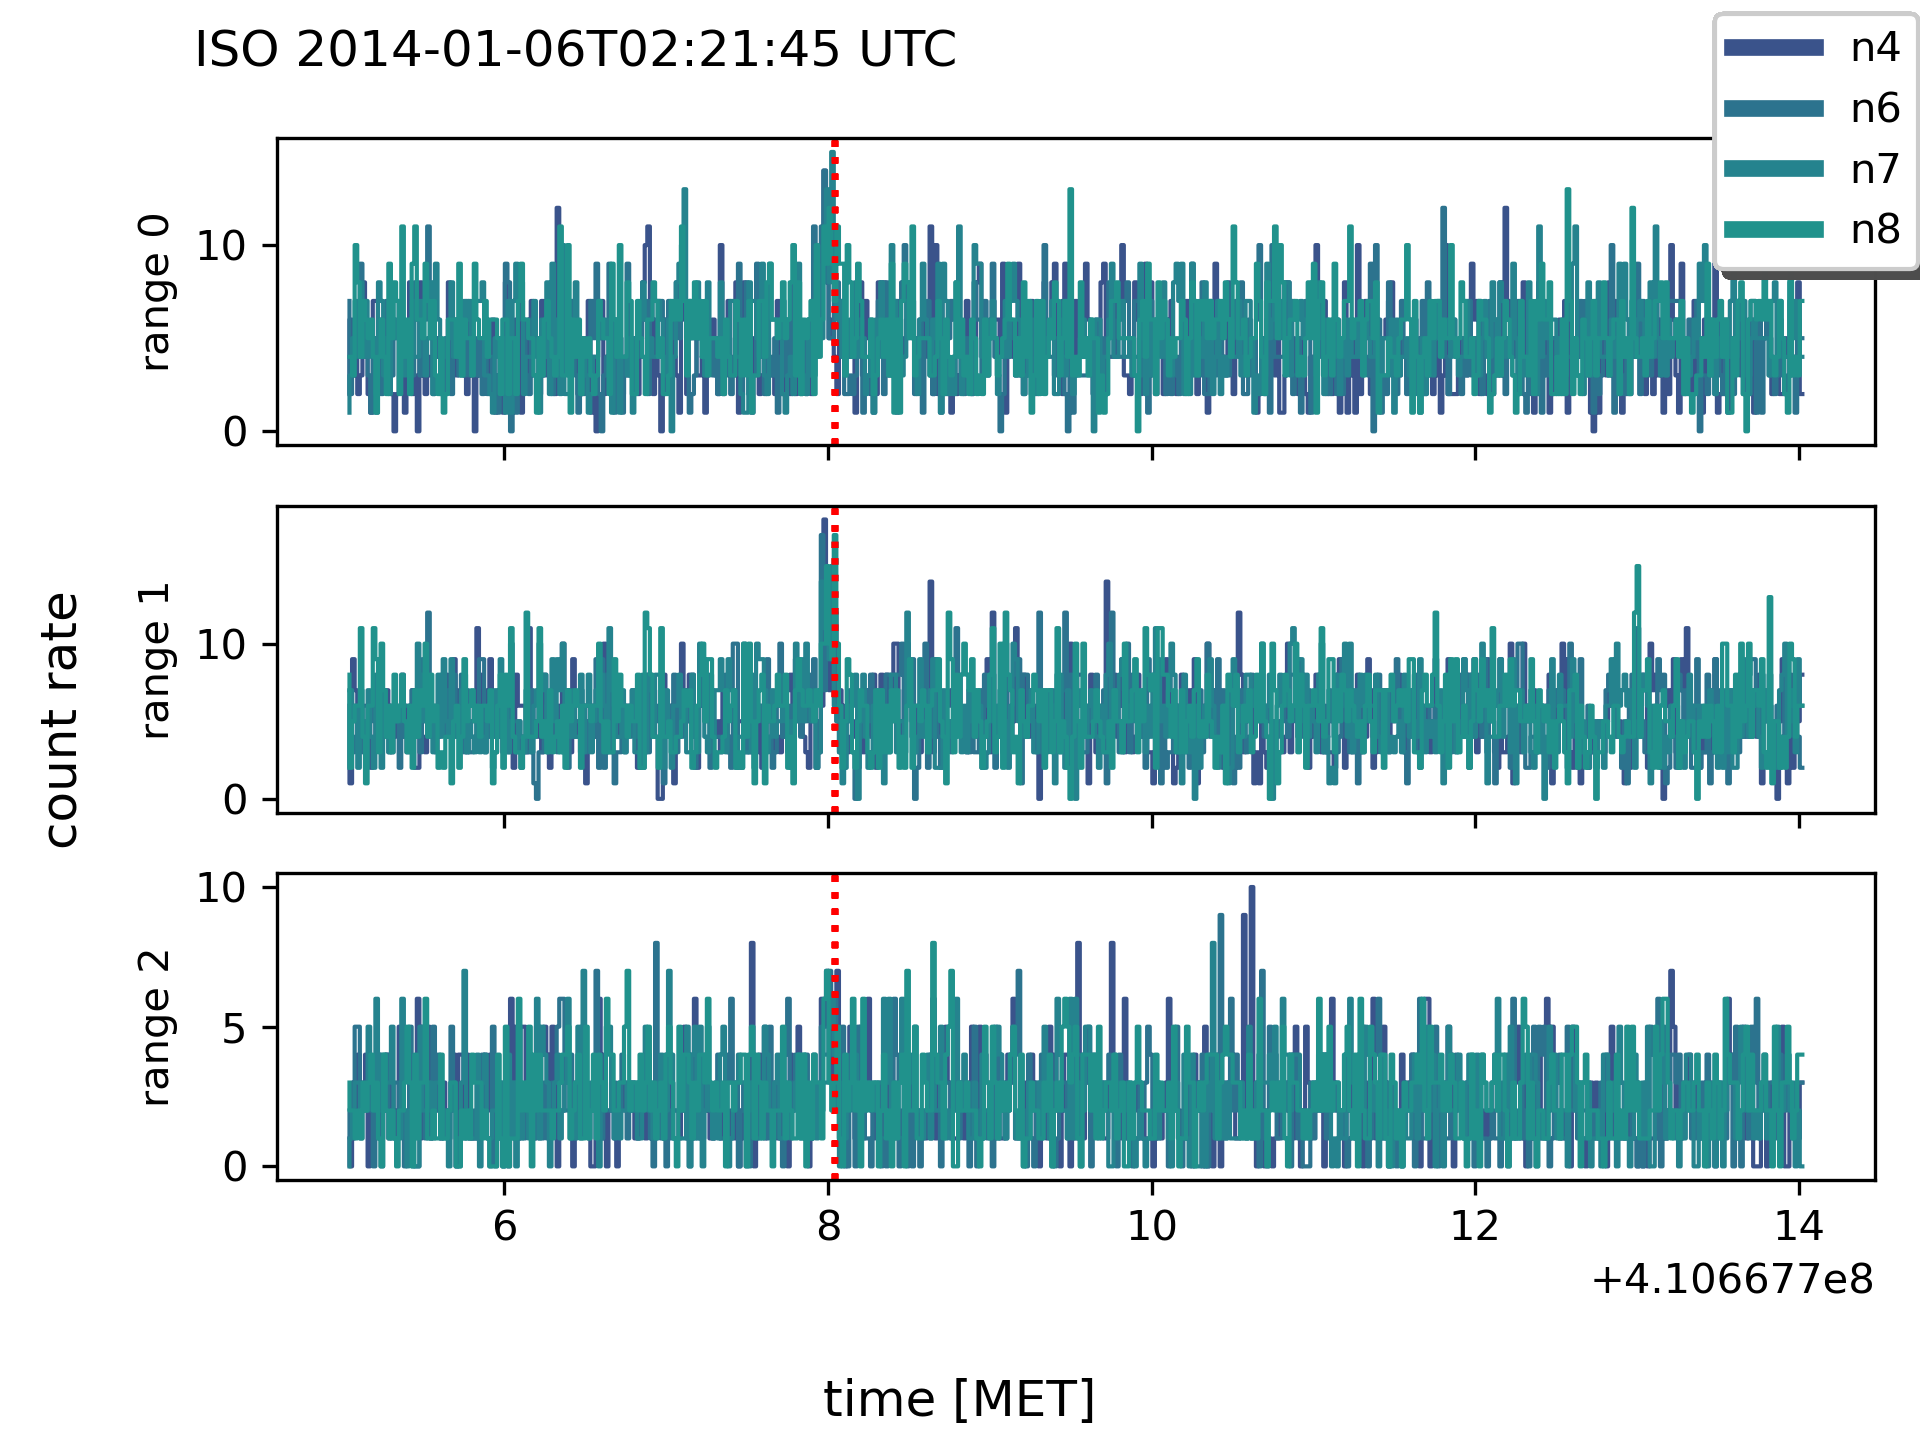 ISO 2014-01-06T02:21:45 UTC
n4
n6
n7
n8
range 0
10
0
range 1
10
0
count rate
range 2
10
5
0
6 8 10 12 14
+4.106677e8
time [MET]